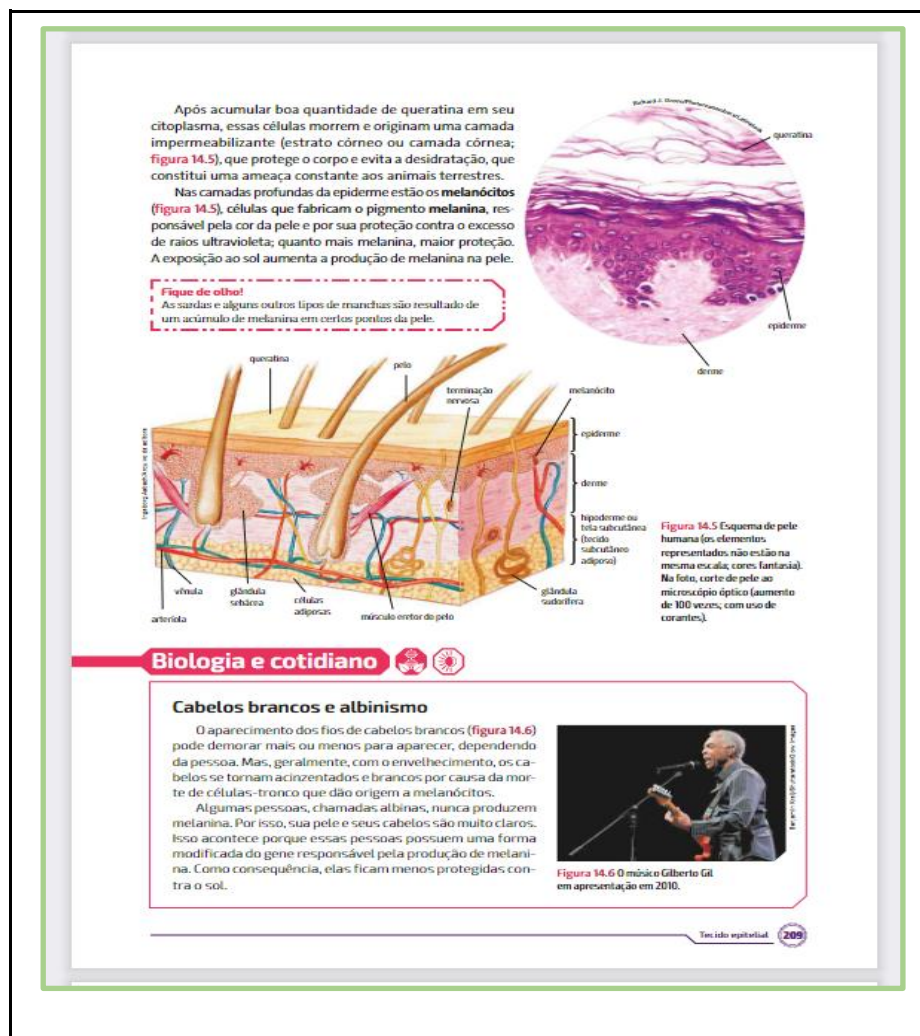 Após acumular boa quantidade de queratina em seu
citoplasma, essas células morrem e originam uma camada
impermeabilizante (estrato córneo ou camada córnea;
figura 14.5), que protege o corpo e evita a desidratação, que
constitui uma ameaça constante aos animais terrestres.
Nas camadas profundas da epiderme estão os melanócitos
(figura 14.5), células que fabricam o pigmento melanina, res-
ponsável pela cor da pele e por sua proteção contra o excesso
de raios ultravioleta; quanto mais melanina, maior proteção.
A exposição ao sol aumenta a produção de melanina na pele.
Fique de olho!
As sardas e alguns outros tipos de manchas são resultado de
um acúmulo de melanina em certos pontos da pele.
queratina
epiderme
derme
queratina
pelo
terminação
nervosa
melanócito
epiderme
derme
hipoderme ou
tela subcutânea
(tecido
subcutâneo
adiposo)
vênula
arteríola
glândula
sebácea
células
adiposas
músculo eretor do pelo
glândula
sudorífera
Figura 14.5 Esquema de pele
humana (os elementos
representados não estão na
mesma escala; cores fantasia).
Na foto, corte de pele ao
microscópio óptico (aumento
de 100 vezes; com uso de
corantes).
Biologia e cotidiano
Cabelos brancos e albinismo
O aparecimento dos fios de cabelos brancos (figura 14.6)
pode demorar mais ou menos para aparecer, dependendo
da pessoa. Mas, geralmente, com o envelhecimento, os ca-
belos se tornam acinzentados e brancos por causa da mor-
te de células-tronco que dão origem a melanócitos.
Algumas pessoas, chamadas albinas, nunca produzem
melanina. Por isso, sua pele e seus cabelos são muito claros.
Isso acontece porque essas pessoas possuem uma forma
modificada do gene responsável pela produção de melani-
na. Como consequência, elas ficam menos protegidas con-
tra o sol.
Figura 14.6 O músico Gilberto Gil
em apresentação em 2010.
Tecido epitelial 209